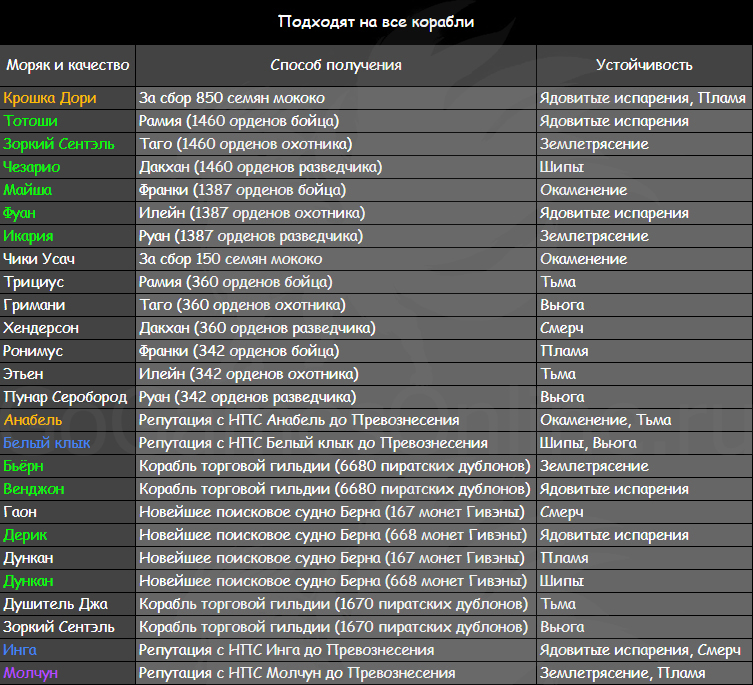 Подходят на все корабли
Моряк и качество Способ получения Устойчивость
Крошка Дори За сбор 850 семян мококо Ядовитые испарения, Пламя
Тотоши Рамия (1460 орденов бойца) Ядовитые испарения
Зоркий Сентэль Таго (1460 орденов охотника) Землетрясение
Чезарио Дакхан (1460 орденов разведчика) Шипы
Майша Франки (1387 орденов бойца) Окаменение
Фуан Илейн (1387 орденов охотника) Ядовитые испарения
Икария Руан (1387 орденов разведчика) Землетрясение
Чики Усач За сбор 150 семян мококо Окаменение
Трициус Рамия (360 орденов бойца) Тьма
Гримани Таго (360 орденов охотника) Вьюга
Хендерсон Дакхан (360 орденов разведчика) Смерч
Ронимус Франки (342 орденов бойца) Пламя
Этьен Илейн (342 орденов охотника) Тьма
Пунар Серобород Руан (342 орденов разведчика) Вьюга
Анабель Репутация с НПС Анабель до Превознесения Окаменение, Тьма
Белый клык Репутация с НПС Белый клык до Превознесения Шипы, Вьюга
Бьёрн Корабль торговой гильдии (6680 пиратских дублонов) Землетрясение
Венджон Корабль торговой гильдии (6680 пиратских дублонов) Ядовитые испарения
Гаон Новейшее поисковое судно Берна (167 монет Гивэны) Смерч
Дерик Новейшее поисковое судно Берна (668 монет Гивэны) Ядовитые испарения
Дункан Новейшее поисковое судно Берна (167 монет Гивэны) Пламя
Дункан Новейшее поисковое судно Берна (668 монет Гивэны) Шипы
Душитель Джа Корабль торговой гильдии (1670 пиратских дублонов) Тьма
Зоркий Сентэль Корабль торговой гильдии (1670 пиратских дублонов) Вьюга
Инга Репутация с НПС Инга до Превознесения Ядовитые испарения, Смерч
Молчун Репутация с НПС Молчун до Превознесения Землетрясение, Пламя